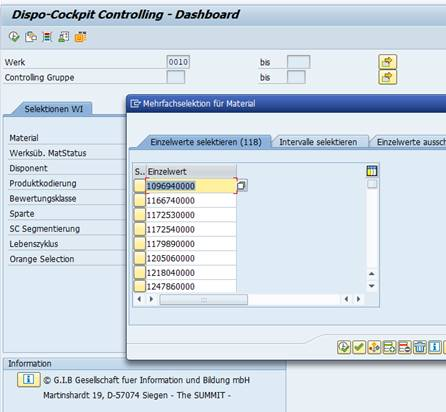 Dispo-Cockpit Controlling - Dashboard
Werk 0010 bis
Controlling Gruppe bis
Selektionen WI
Material
Werksüb. MatStatus
Disponent
Produktkodierung
Bewertungsklasse
Sparte
SC Segmentierung
Lebenszyklus
Orange Selection
Mehrfachselektion für Material
Einzelwerte selektieren (118) Intervalle selektieren Einzelwerte aussch
S.. Einzelwert
1096940000
1166740000
1172530000
1172540000
1179890000
1205060000
1218040000
1247860000
Information
© G.I.B Gesellschaft fuer Information und Bildung mbH
Martinshardt 19, D-57074 Siegen - The SUMMIT -